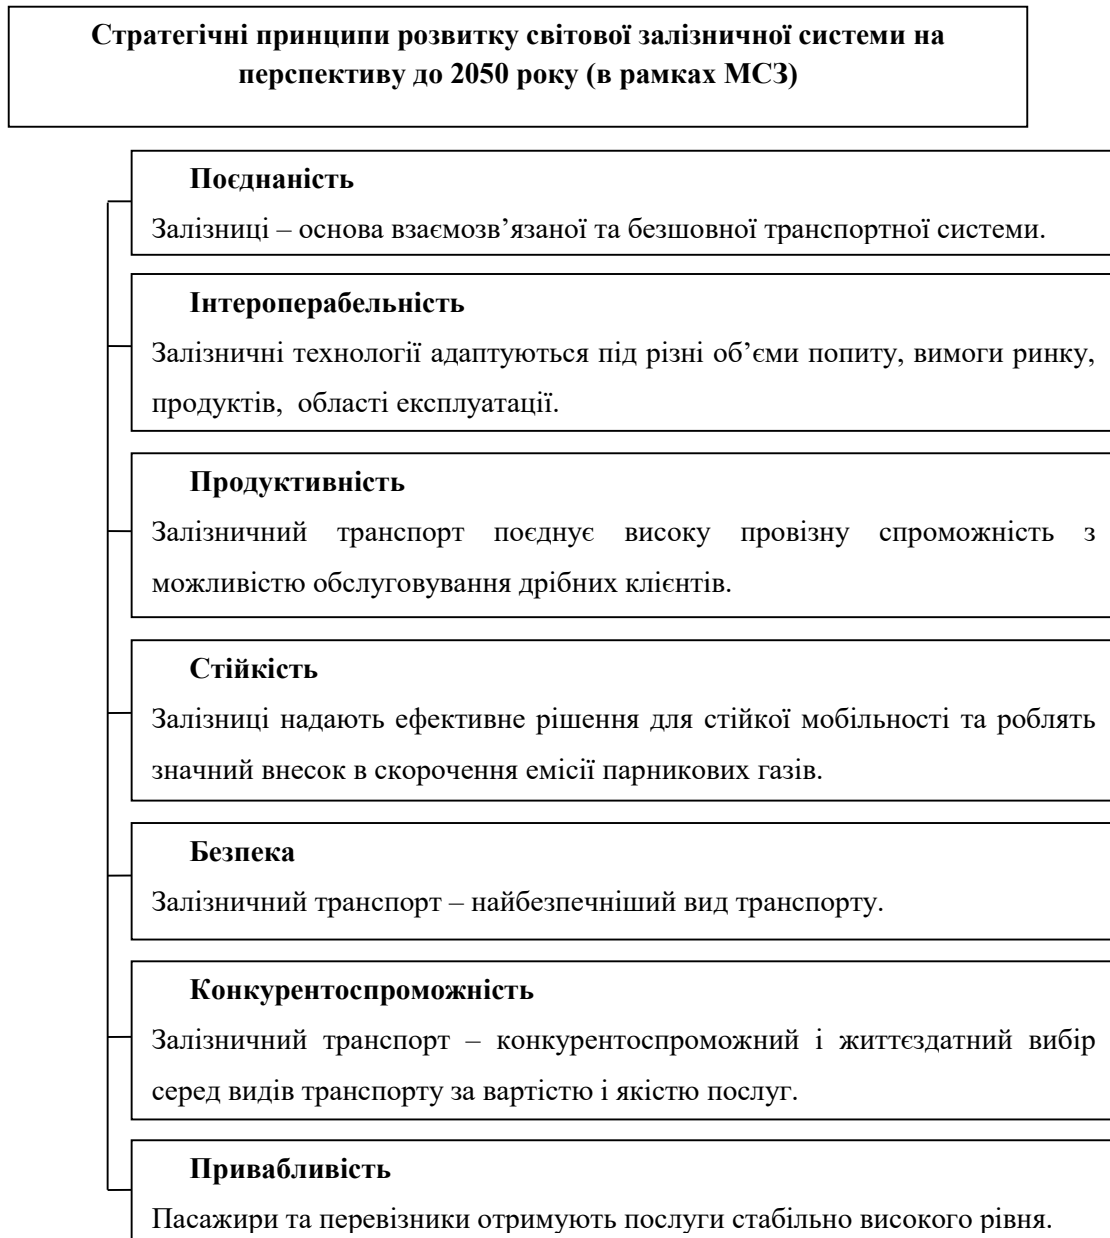 Стратегічні принципи розвитку світової залізничної системи на
перспективу до 2050 року (в рамках МСЗ)
Поєднаність
Залізниці – основа взаємозв’язаної та безшовної транспортної системи.
Інтероперабельність
Залізничні технології адаптуються під різні об’єми попиту, вимоги ринку,
продуктів, області експлуатації.
Продуктивність
Залізничний транспорт поєднує високу провізну спроможність з
можливістю обслуговування дрібних клієнтів.
Стійкість
Залізниці надають ефективне рішення для стійкої мобільності та роблять
значний внесок в скорочення емісії парникових газів.
Безпека
Залізничний транспорт – найбезпечніший вид транспорту.
Конкурентоспроможність
Залізничний транспорт – конкурентоспроможний і життєздатний вибір
серед видів транспорту за вартістю і якістю послуг.
Привабливість
Пасажири та перевізники отримують послуги стабільно високого рівня.